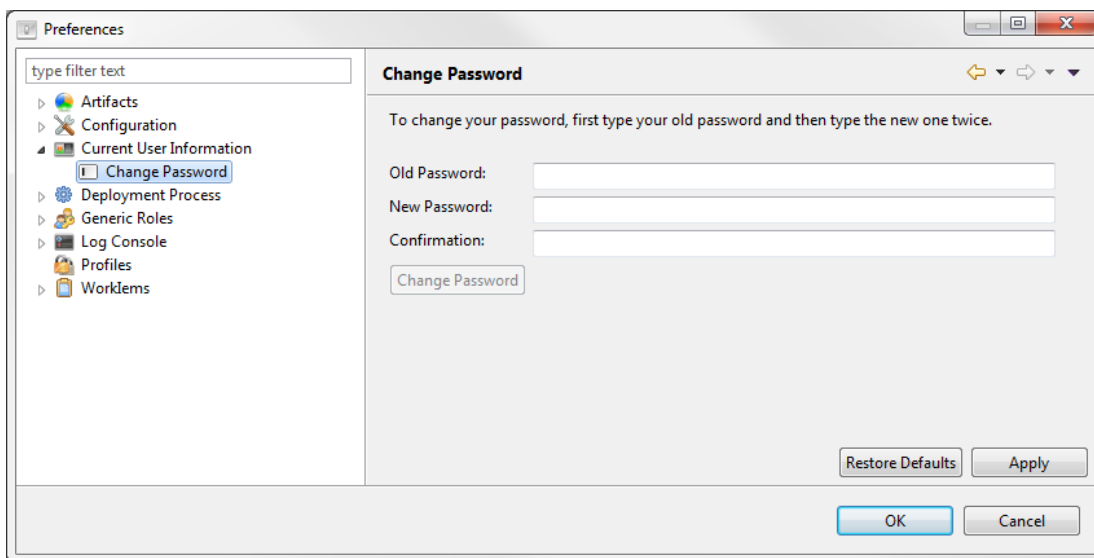 Preferences
type filter text
Artifacts
Configuration
Current User Information
Change Password
Deployment Process
Generic Roles
Log Console
Profiles
WorkIems
Change Password
To change your password, first type your old password and then type the new one twice.
Old Password:
New Password:
Confirmation:
Change Password
Restore Defaults
Apply
OK
Cancel